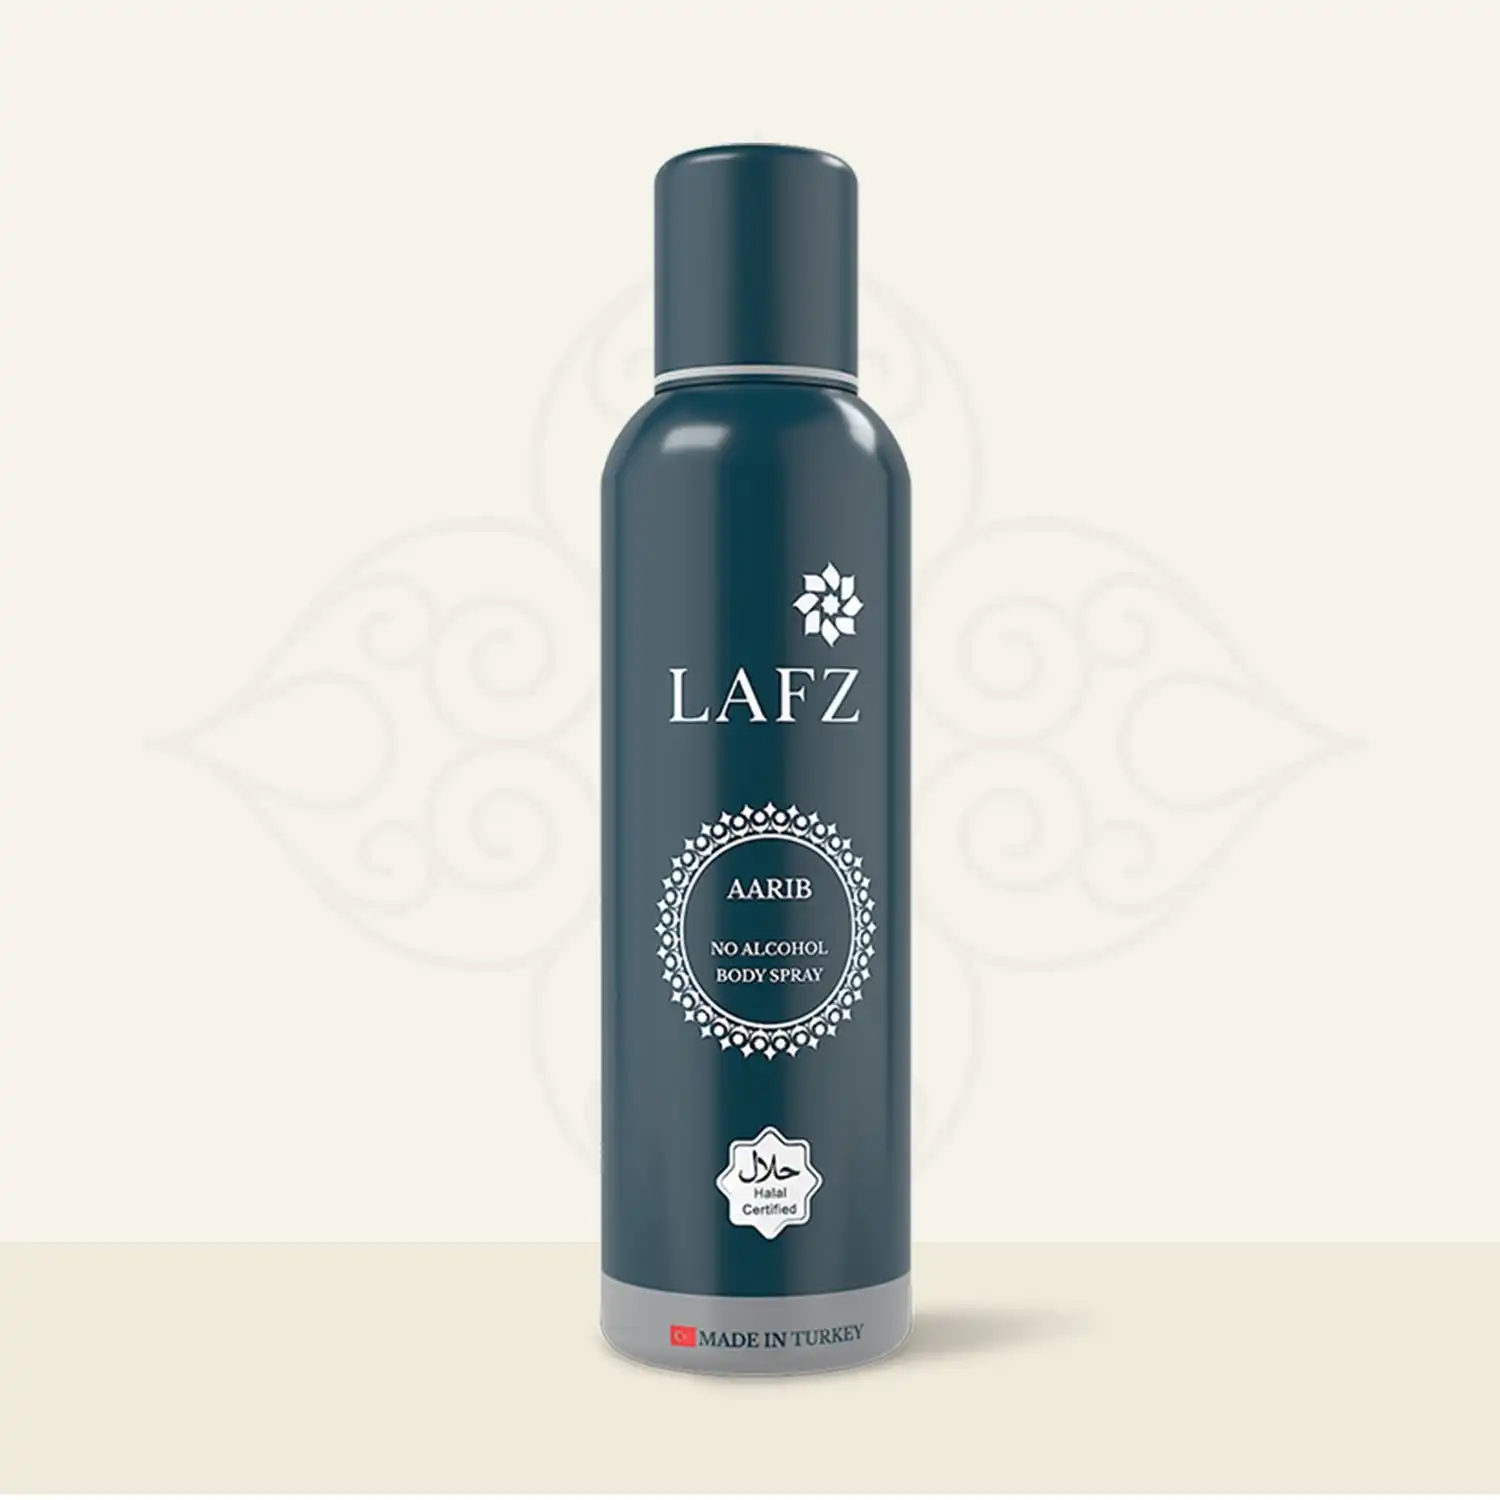 LAFZ
AARIB
NO ALCOHOL
BODY SPRAY
حلال
Halal
Certified
MADE IN TURKEY